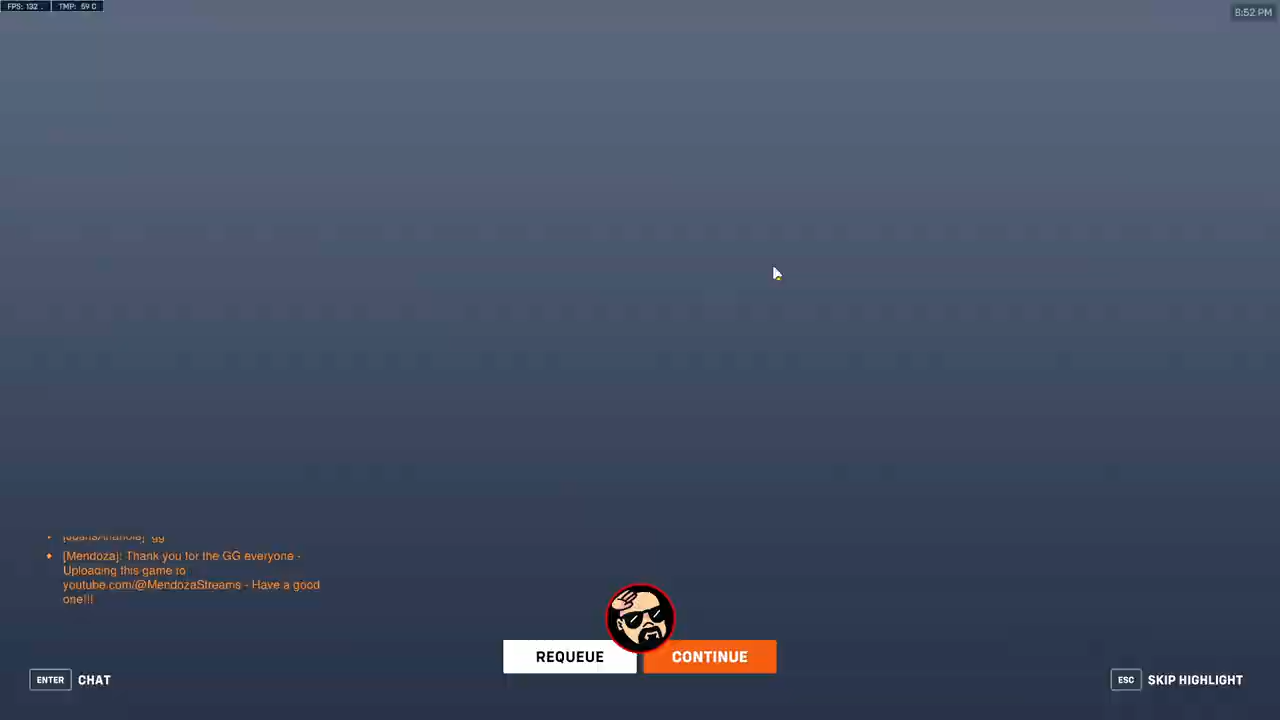 FPS: 132 .
TMP: 59 C
8:52 PM
gg
[Mendoza]: Thank you for the GG everyone -
Uploading this game to
youtube.com/@MendozaStreams - Have a good
one!!!
REQUEUE
CONTINUE
ENTER
CHAT
ESC
SKIP HIGHLIGHT